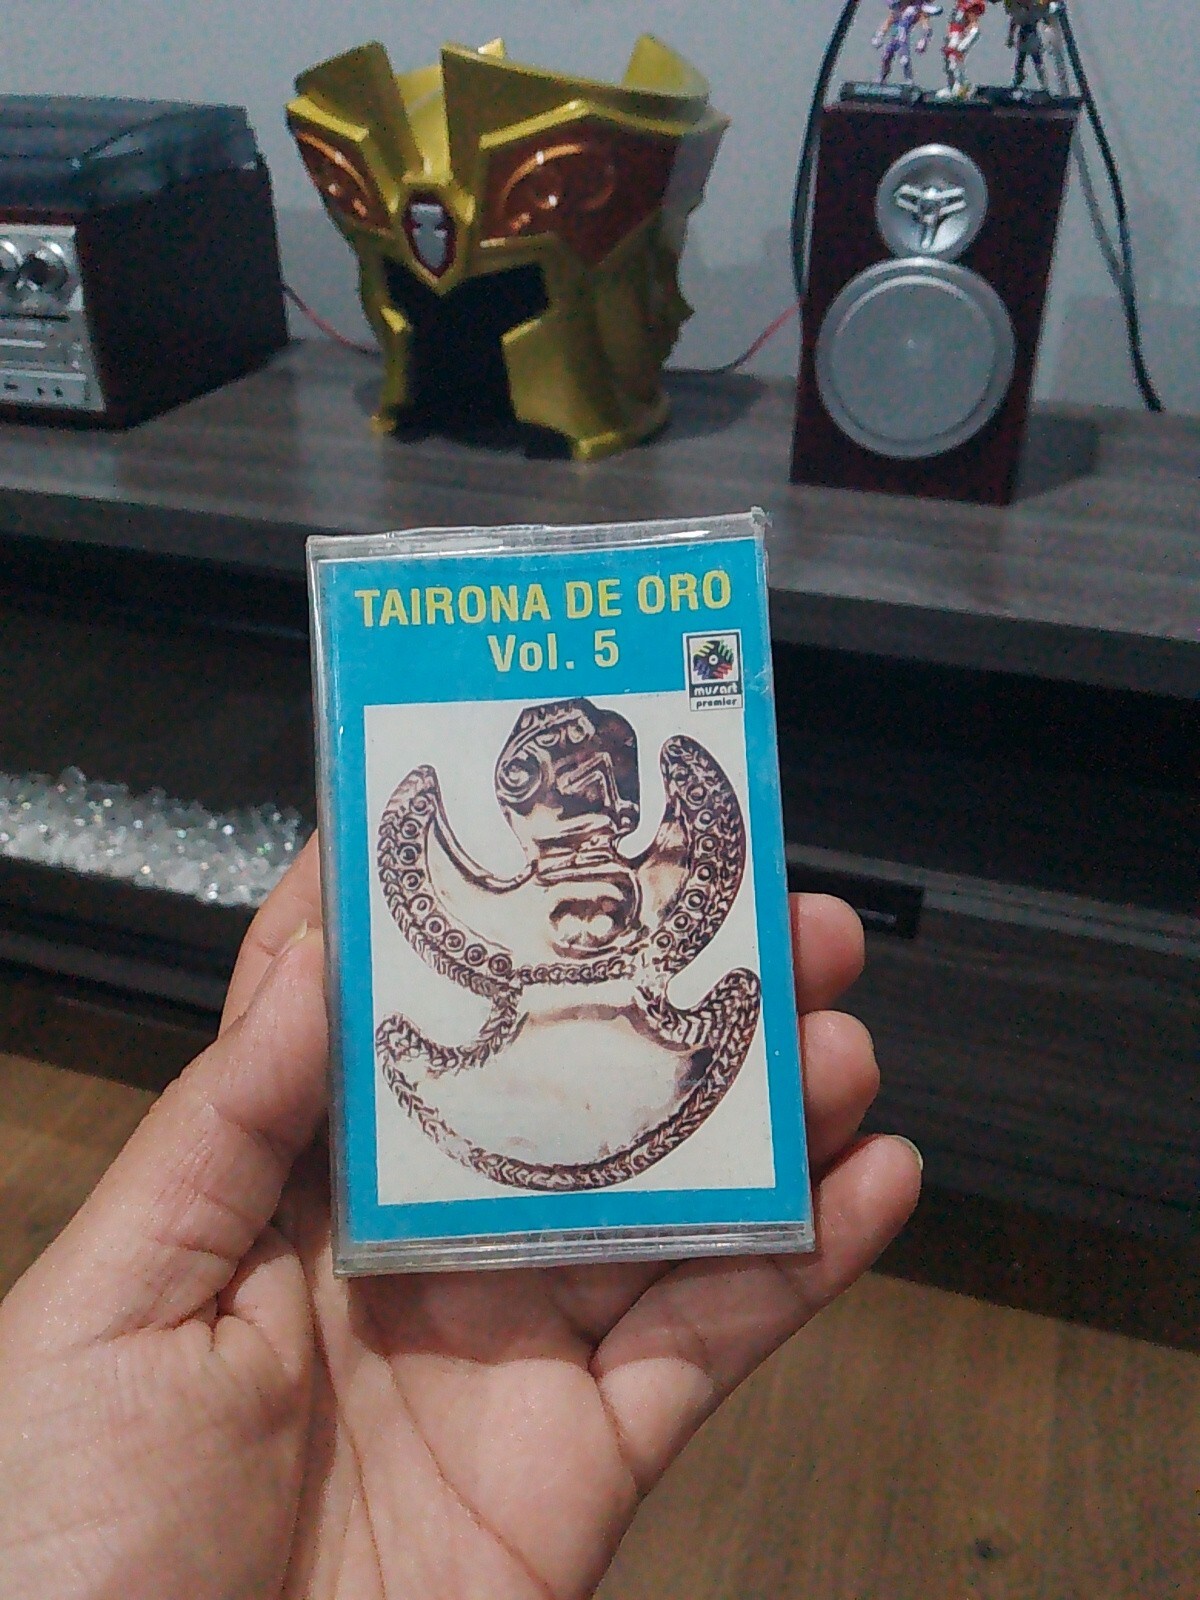 TAIRONA DE ORO
Vol. 5
musart
premier